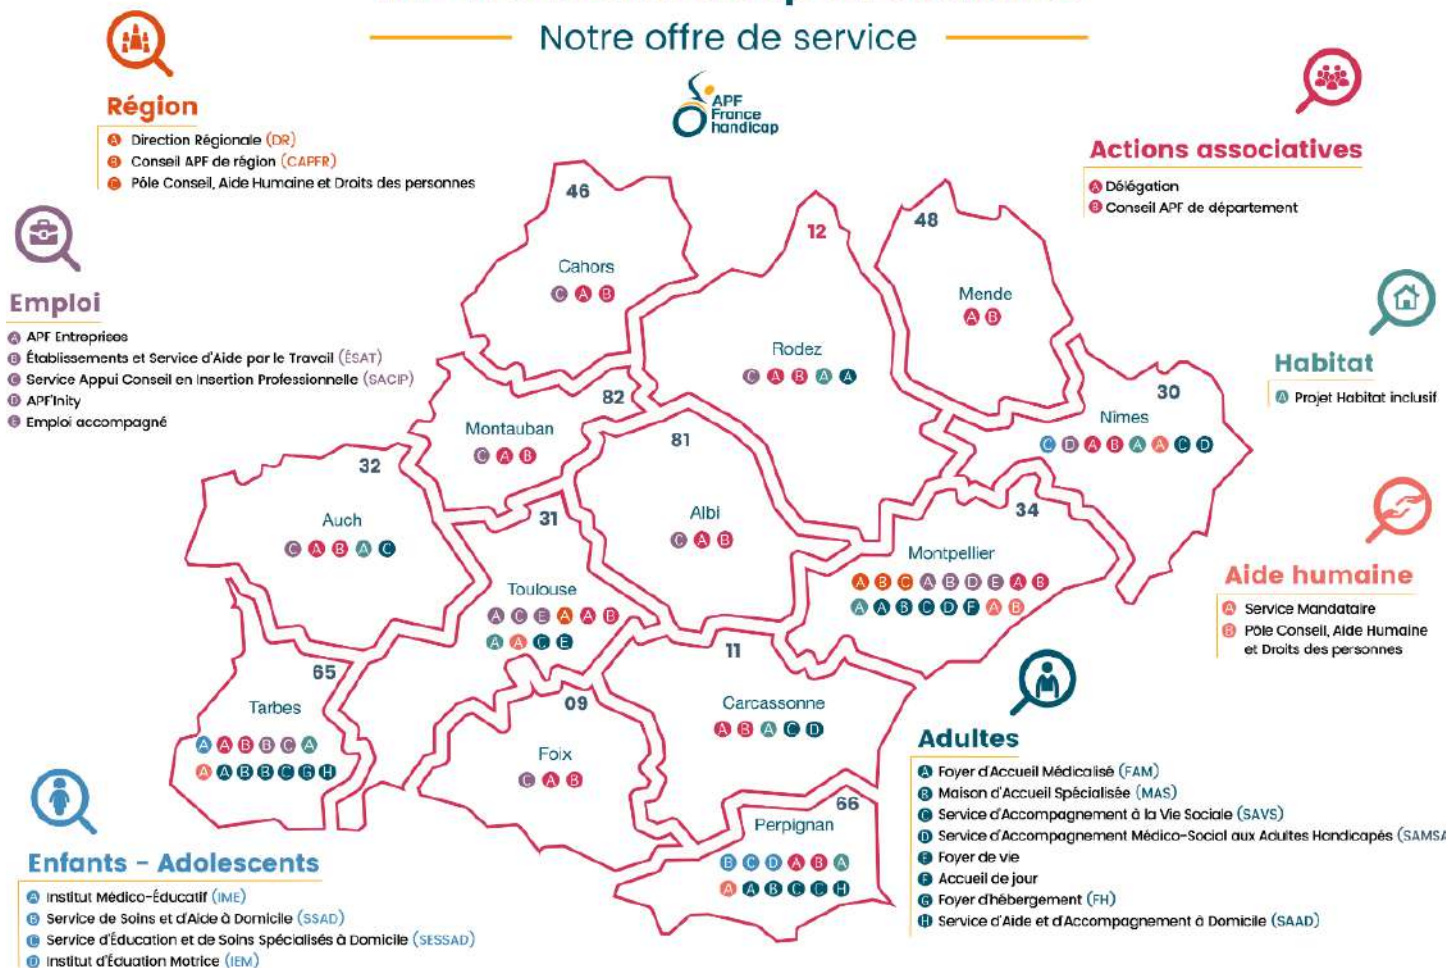 Notre offre de service
APF
France
handicap
Région
A Direction Régionale (DR)
B Conseil APF de région (CAPFR)
C Pôle Conseil, Aide Humaine et Droits des personnes
Actions associatives
A Délégation
B Conseil APF de département
Emploi
A APF Entreprises
B Établissements et Service d'Aide par le Travail (ÉSAT)
C Service Appui Conseil en Insertion Professionnelle (SACIP)
D APF'Inity
E Emploi accompagné
Habitat
A Projet Habitat inclusif
Aide humaine
A Service Mandataire
B Pôle Conseil, Aide Humaine
et Droits des personnes
46
Cahors
C A B
12
Rodez
C A B A A
48
Mende
A B
30
Nîmes
C D A B A A C D
82
Montauban
C A B
81
Albi
C A B
32
Auch
C A B A C
31
Toulouse
A C E A A B
A A C E
34
Montpellier
A B C A B D E A B
A A B C D F A B
65
Tarbes
A A B B C A
A A B B C G H
09
Foix
C A B
11
Carcassonne
A B A C D
66
Perpignan
B C D A B A
A A B C C H
Adultes
A Foyer d'Accueil Médicalisé (FAM)
B Maison d'Accueil Spécialisée (MAS)
C Service d'Accompagnement à la Vie Sociale (SAVS)
D Service d'Accompagnement Médico-Social aux Adultes Handicapés (SAMSA
E Foyer de vie
F Accueil de jour
G Foyer d'hébergement (FH)
H Service d'Aide et d'Accompagnement à Domicile (SAAD)
Enfants - Adolescents
A Institut Médico-Éducatif (IME)
B Service de Soins et d'Aide à Domicile (SSAD)
C Service d'Éducation et de Soins Spécialisés à Domicile (SESSAD)
D Institut d'Éduation Motrice (IEM)